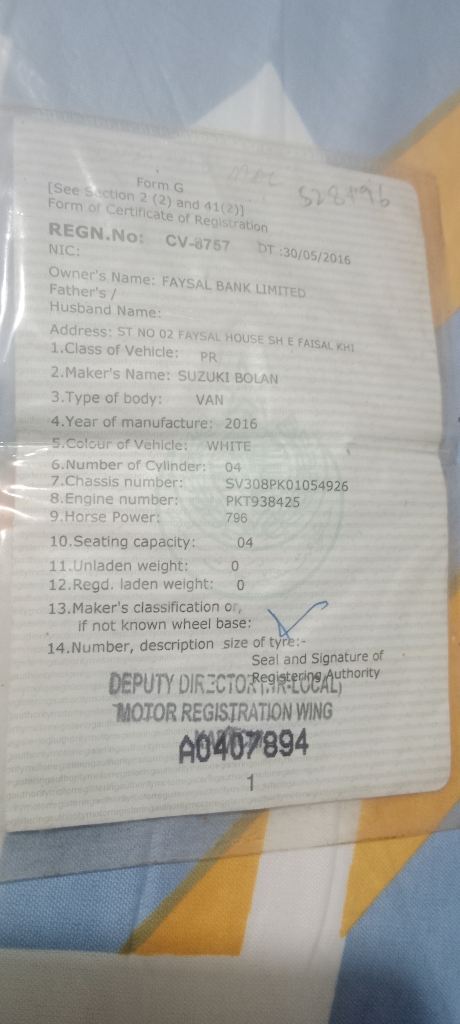 Form G
[See Section 2 (2) and 41(2)]
Form of Certificate of Registration
REGN.No: CV-8757 DT :30/05/2016
NIC:
Owner's Name: FAYSAL BANK LIMITED
Father's /
Husband Name:
Address: ST NO 02 FAYSAL HOUSE SH E FAISAL KHI
1.Class of Vehicle: PR
2.Maker's Name: SUZUKI BOLAN
3.Type of body: VAN
4.Year of manufacture: 2016
5.Colour of Vehicle: WHITE
6.Number of Cylinder: 04
7.Chassis number: SV308PK01054926
8.Engine number: PKT938425
9.Horse Power: 796
10.Seating capacity: 04
11.Unladen weight: 0
12.Regd. laden weight: 0
13.Maker's classification or,
if not known wheel base:
14.Number, description size of tyre:-
Seal and Signature of
Registering Authority
DEPUTY DIRECTOR (MR-LOCAL)
MOTOR REGISTRATION WING
A0407894
1